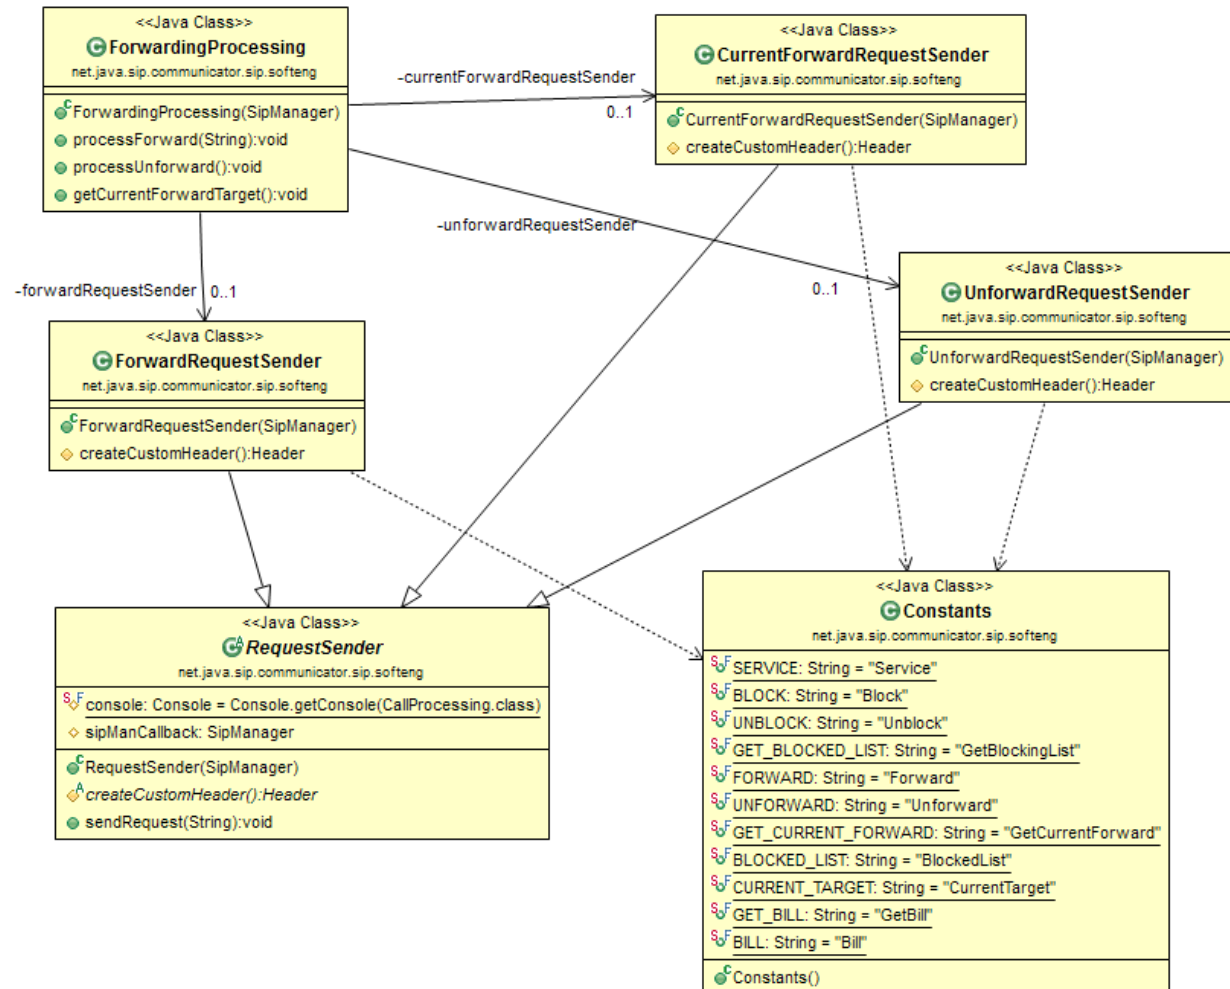 <<Java Class>>
ForwardingProcessing
net.java.sip.communicator.sip.softeng
ForwardingProcessing(SipManager)
processForward(String):void
processUnforward():void
getCurrentForwardTarget():void
-currentForwardRequestSender
0..1
<<Java Class>>
CurrentForwardRequestSender
net.java.sip.communicator.sip.softeng
CurrentForwardRequestSender(SipManager)
createCustomHeader():Header
-unforwardRequestSender
0..1
<<Java Class>>
UnforwardRequestSender
net.java.sip.communicator.sip.softeng
UnforwardRequestSender(SipManager)
createCustomHeader():Header
-forwardRequestSender
0..1
<<Java Class>>
ForwardRequestSender
net.java.sip.communicator.sip.softeng
ForwardRequestSender(SipManager)
createCustomHeader():Header
<<Java Class>>
RequestSender
net.java.sip.communicator.sip.softeng
console: Console = Console.getConsole(CallProcessing.class)
sipManCallback: SipManager
RequestSender(SipManager)
createCustomHeader():Header
sendRequest(String):void
<<Java Class>>
Constants
net.java.sip.communicator.sip.softeng
SERVICE: String = "Service"
BLOCK: String = "Block"
UNBLOCK: String = "Unblock"
GET_BLOCKED_LIST: String = "GetBlockingList"
FORWARD: String = "Forward"
UNFORWARD: String = "Unforward"
GET_CURRENT_FORWARD: String = "GetCurrentForward"
BLOCKED_LIST: String = "BlockedList"
CURRENT_TARGET: String = "CurrentTarget"
GET_BILL: String = "GetBill"
BILL: String = "Bill"
Constants()